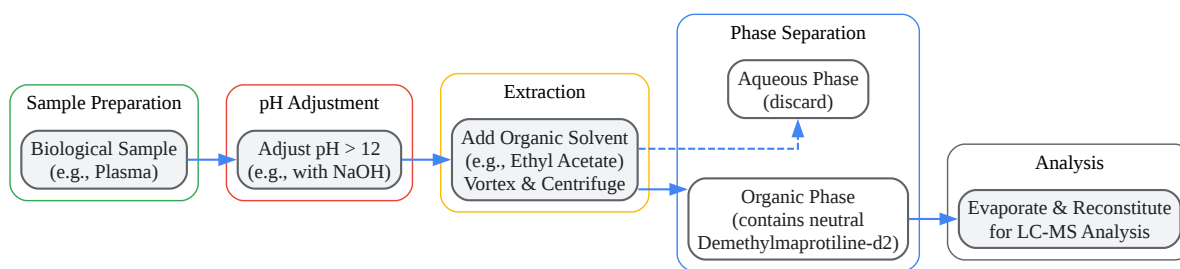 Sample Preparation
Biological Sample
(e.g., Plasma)
pH Adjustment
Adjust pH > 12
(e.g., with NaOH)
Extraction
Add Organic Solvent
(e.g., Ethyl Acetate)
Vortex & Centrifuge
Phase Separation
Aqueous Phase
(discard)
Organic Phase
(contains neutral
Demethylmaprotiline-d2)
Analysis
Evaporate & Reconstitute
for LC-MS Analysis